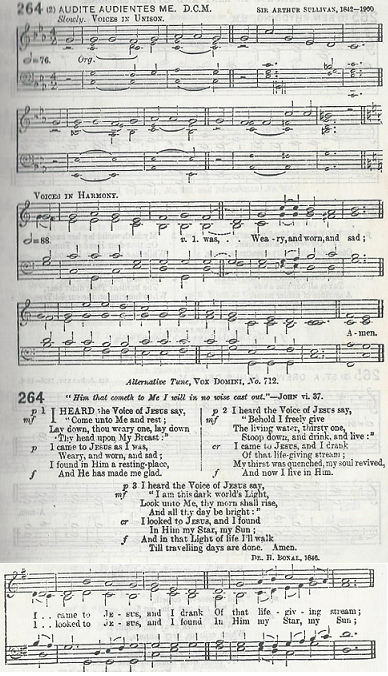 264 (2) AUDITE AUDIENTES ME. D.C.M. SIR ARTHUR SULLIVAN, 1842—1900
Slowly. VOICES IN UNISON.
=76. Org.
VOICES IN HARMONY.
=88. v. 1. was, . . Wea - ry, and worn, and sad ;
A-men.
Alternative Tune, VOX DOMINI, No. 712.
264 "Him that cometh to Me I will in no wise cast out."—JOHN vi. 37.
p 1 I HEARD the Voice of JESUS say,
mf "Come unto Me and rest ;
Lay down, thou weary one, lay down
Thy head upon My Breast :"
p I came to JESUS as I was,
Weary, and worn, and sad ;
I found in Him a resting-place,
f And He has made me glad.
p 2 I heard the Voice of JESUS say,
mf "Behold I freely give
The living water, thirsty one,
Stoop down, and drink, and live :"
cr I came to JESUS, and I drank
Of that life-giving stream ;
My thirst was quenched, my soul revived,
f And now I live in Him.
p 3 I heard the Voice of JESUS say,
mf "I am this dark world's Light,
Look unto Me, thy morn shall rise,
And all thy day be bright :"
cr I looked to JESUS, and I found
In Him my Star, my Sun ;
f And in that Light of life I'll walk
Till travelling days are done. Amen.
DR. H. BONAR, 1846.
I . . came to JE - SUS, and I drank Of that life - giv - ing stream ;
I . . looked to JE - SUS, and I found In Him my Star, my Sun ;